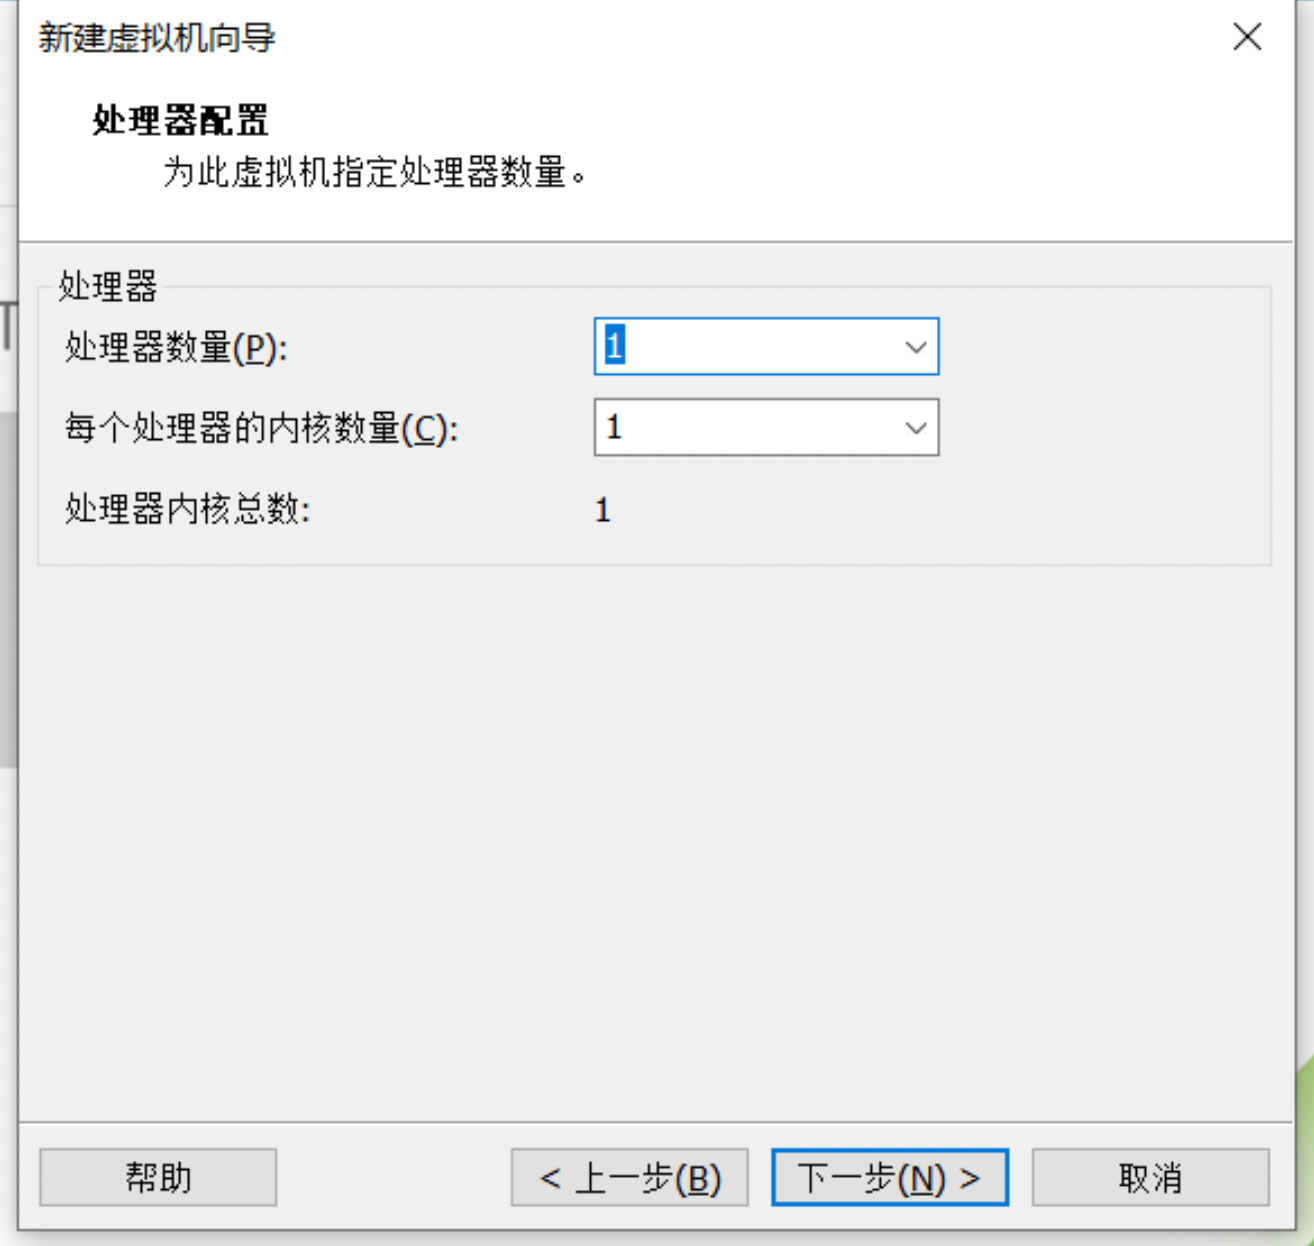 新建虚拟机向导
处理器配置
为此虚拟机指定处理器数量。
处理器
处理器数量(P): 1
每个处理器的内核数量(C): 1
处理器内核总数: 1
帮助 < 上一步(B) 下一步(N) > 取消